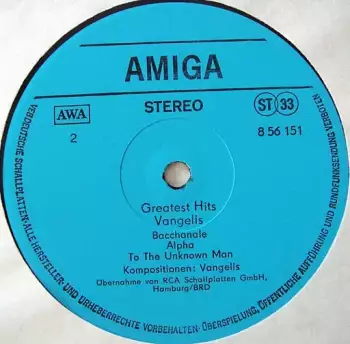 AMIGA
AWA
STEREO
ST 33
2
8 56 151
Greatest Hits
Vangelis
Bacchanale
Alpha
To The Unknown Man
Kompositionen: Vangelis
Übernahme von RCA Schallplatten GmbH,
Hamburg/BRD
VEB DEUTSCHE SCHALLPLATTEN · ALLE HERSTELLER- UND URHEBERRECHTE VORBEHALTEN · ÜBERSPIELUNG, ÖFFENTLICHE AUFFÜHRUNG UND RUNDFUNKSENDUNG VERBOTEN